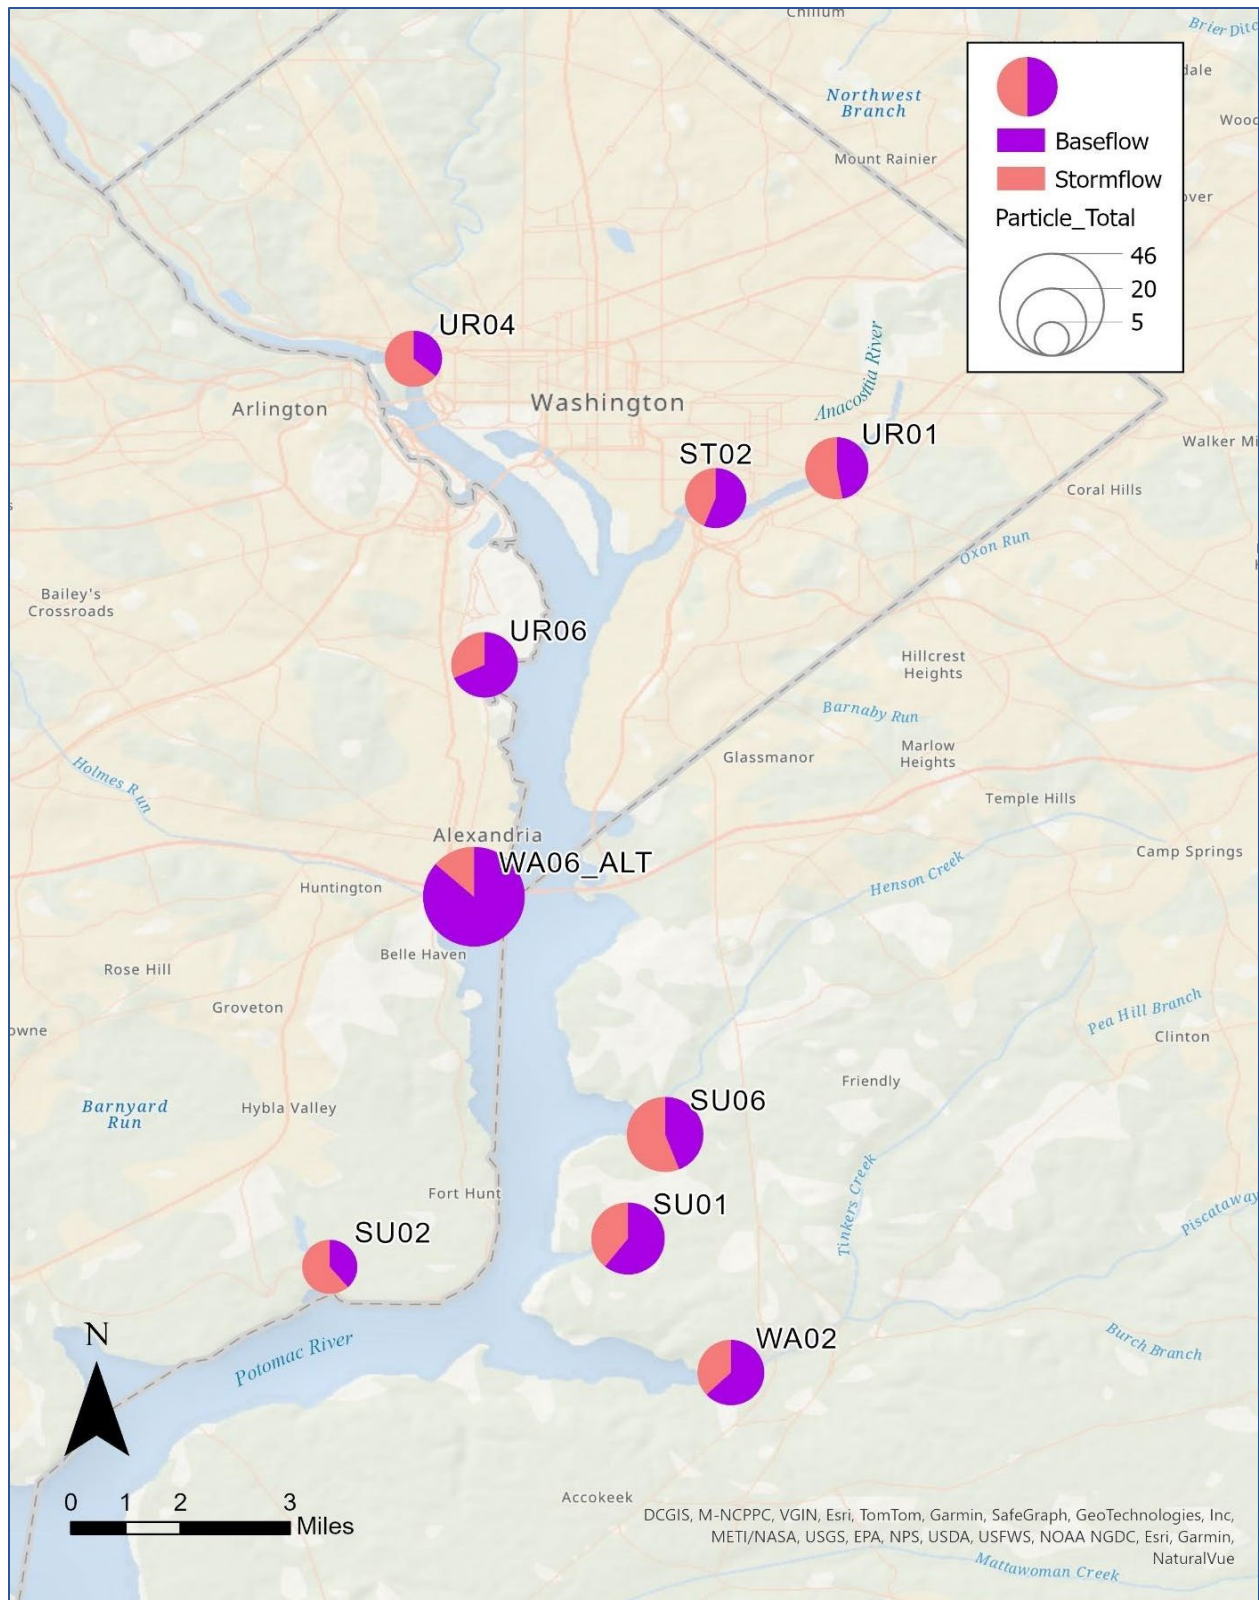 Chillum
Brier Ditc
dale
Northwest
Branch
Wood
Mount Rainier
over
Baseflow
Stormflow
Particle_Total
46
20
5
UR04
Arlington
Washington
Anacostia River
UR01
ST02
Walker Mi
Coral Hills
Oxon Run
Bailey's
Crossroads
UR06
Hillcrest
Heights
Barnaby Run
Glassmanor
Marlow
Heights
Holmes Run
Temple Hills
Alexandria
WA06_ALT
Camp Springs
Huntington
Henson Creek
Belle Haven
Rose Hill
Groveton
owne
Pea Hill Branch
Clinton
Friendly
Barnyard
Run
Hybla Valley
SU06
Fort Hunt
SU01
Tinkers Creek
Piscataway
SU02
N
WA02
Burch Branch
Potomac River
0 1 2 3
Miles
Accokeek
DCGIS, M-NCPPC, VGIN, Esri, TomTom, Garmin, SafeGraph, GeoTechnologies, Inc,
METI/NASA, USGS, EPA, NPS, USDA, USFWS, NOAA NGDC, Esri, Garmin,
NaturalVue
Mattawoman Creek